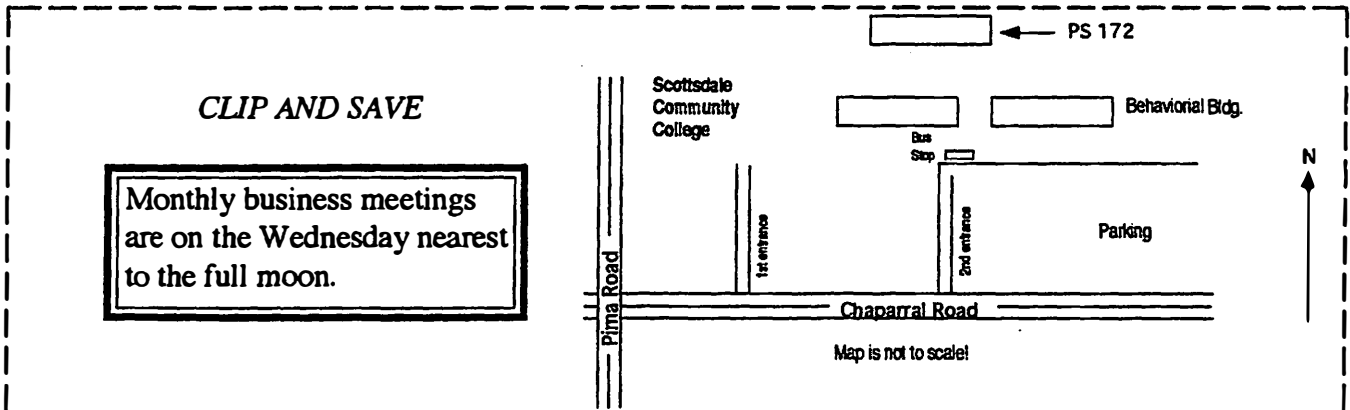 PS 172
CLIP AND SAVE
Monthly business meetings
are on the Wednesday nearest
to the full moon.
Scottsdale
Community
College
Behaviorial Bldg.
Bus
Stop
N
1st entrance
2nd entrance
Parking
Pima Road
Chaparral Road
Map is not to scale!